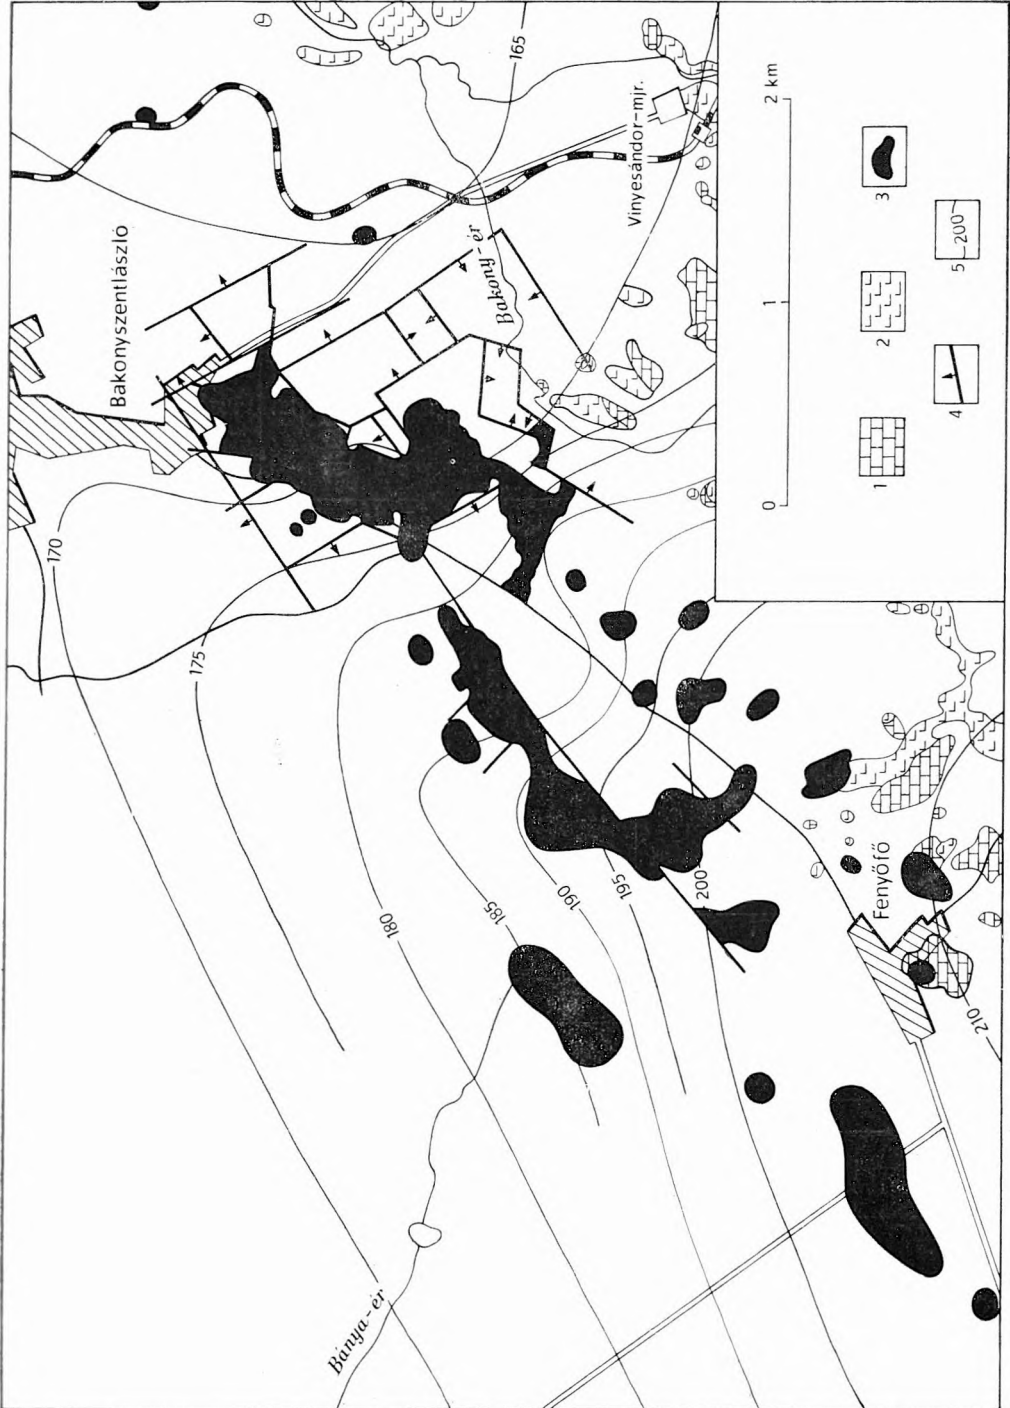 Bakonyszentlászló
Vinyesándor-mjr.
Bakony-ér
Fenyőfő
Bánya-ér
165
170
175
180
185
190
195
200
210
0 1 2 km
1
2
3
4
5
200